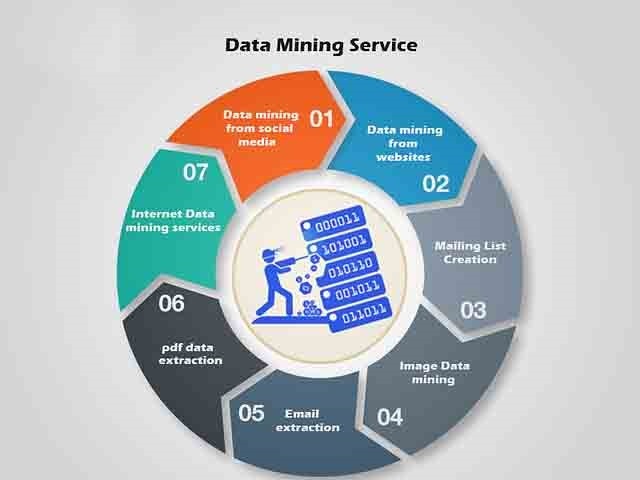 Data Mining Service
01
Data mining
from social
media
Data mining
from
websites
02
Mailing List
Creation
03
Image Data
mining
04
05
Email
extraction
06
pdf data
extraction
07
Internet Data
mining services
000011
101001
010110
001011
011011